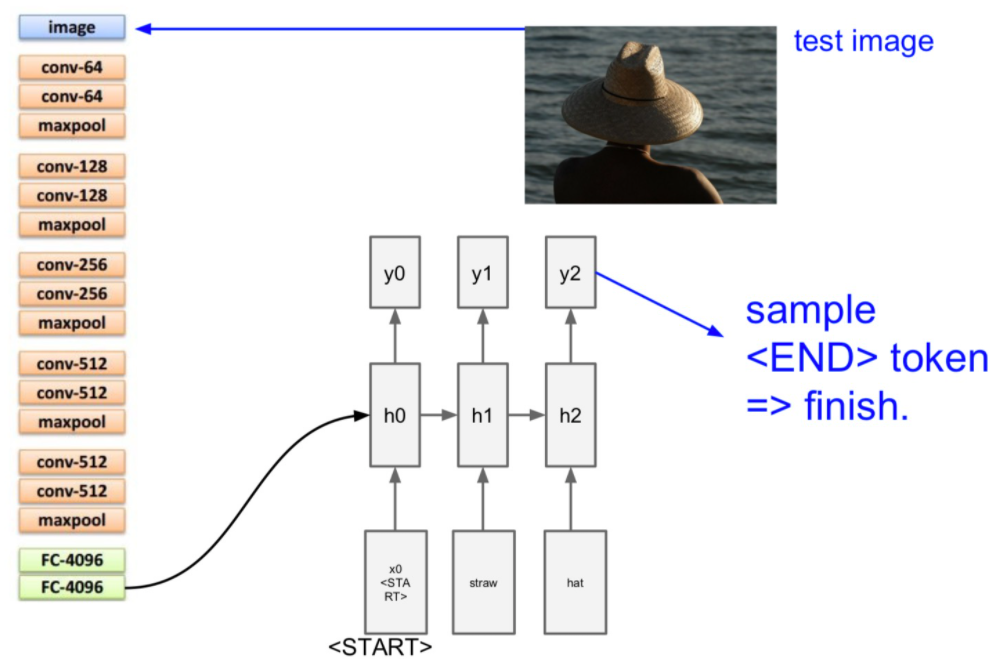 image
conv-64
conv-64
maxpool
conv-128
conv-128
maxpool
conv-256
conv-256
maxpool
conv-512
conv-512
maxpool
conv-512
conv-512
maxpool
FC-4096
FC-4096
test image
y0
y1
y2
h0
h1
h2
x0
<STA
RT>
straw
hat
<START>
sample
<END> token
=> finish.